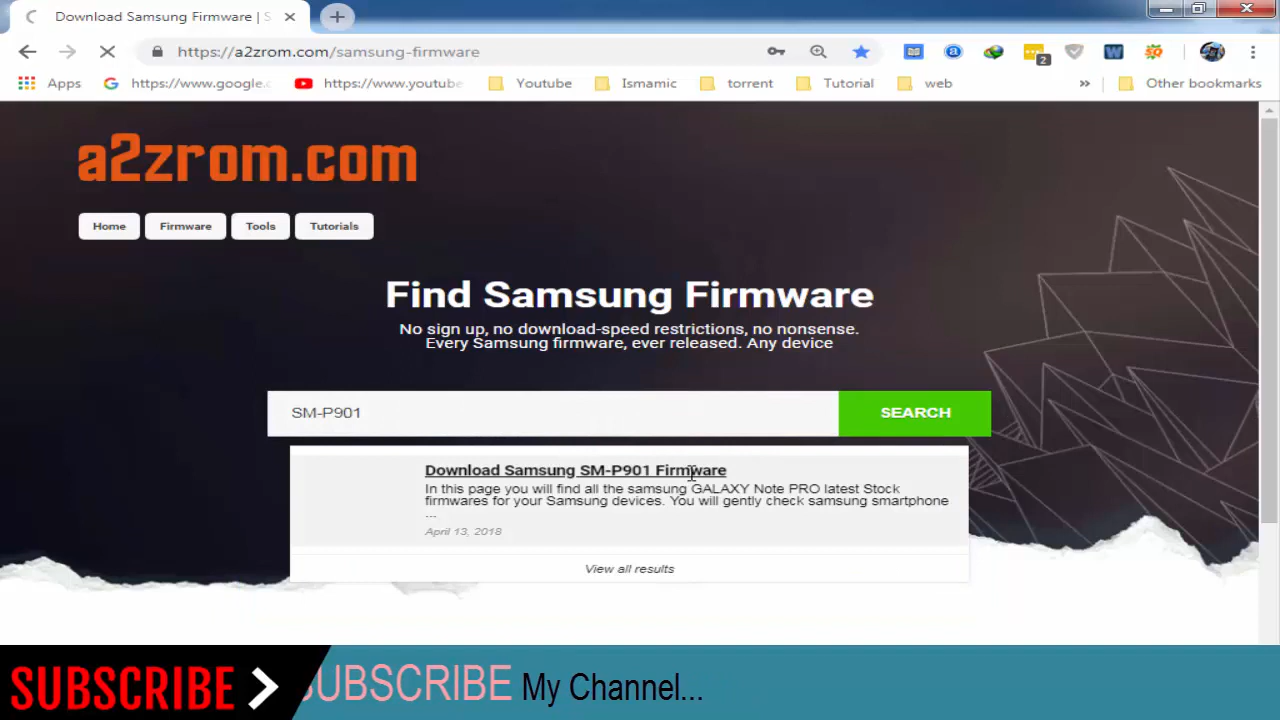 Download Samsung Firmware | S
https://a2zrom.com/samsung-firmware
2
Apps
https://www.google.c
https://www.youtube
Youtube
Ismamic
torrent
Tutorial
web
»
Other bookmarks
a2zrom.com
Home
Firmware
Tools
Tutorials
Find Samsung Firmware
No sign up, no download-speed restrictions, no nonsense.
Every Samsung firmware, ever released. Any device
SM-P901
SEARCH
Download Samsung SM-P901 Firmware
In this page you will find all the samsung GALAXY Note PRO latest Stock
firmwares for your Samsung devices. You will gently check samsung smartphone
...
April 13, 2018
View all results
SUBSCRIBE
SUBSCRIBE My Channel...